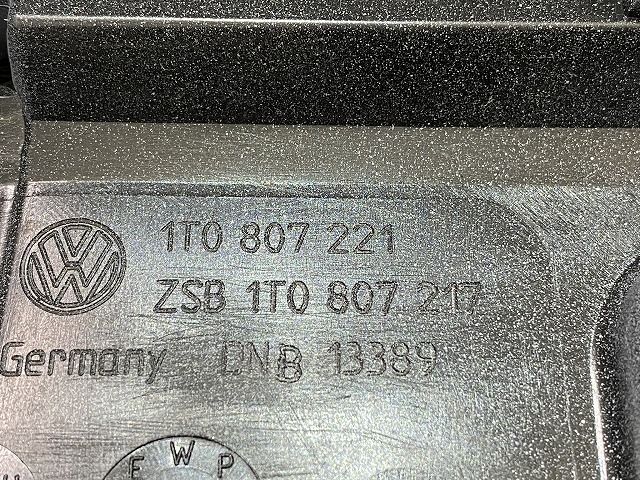 1T0 807 221
ZSB 1T0 807 217
Germany DNB 13389
E W P